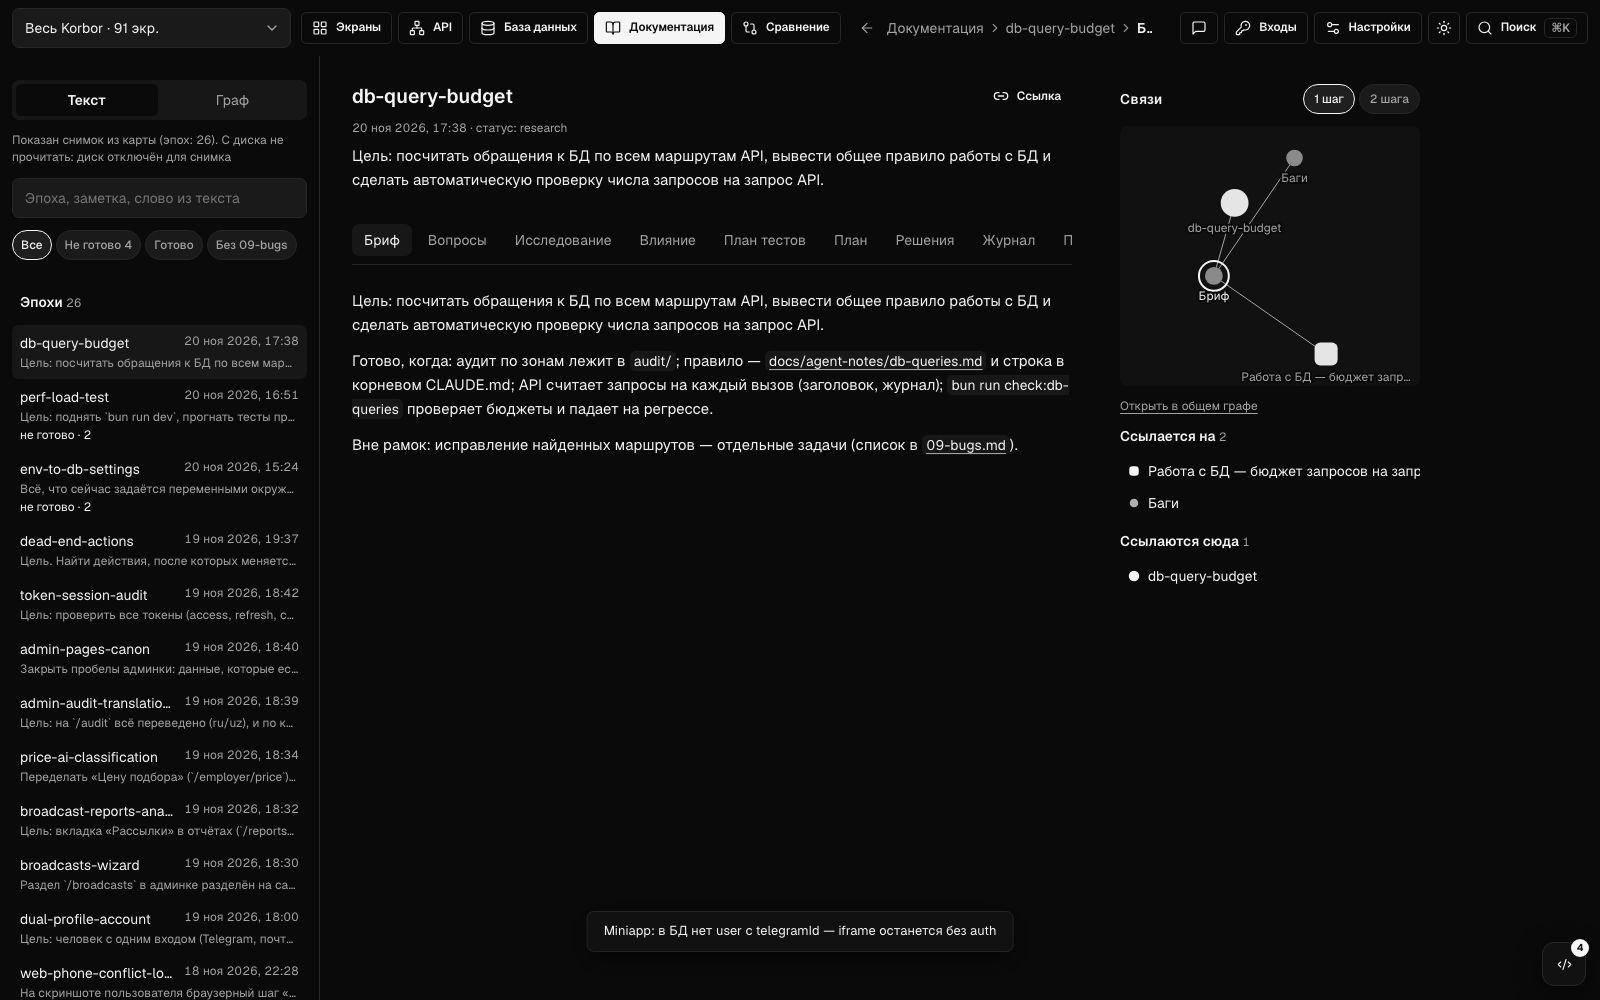 Весь Korbor · 91 экр.
Экраны
API
База данных
Документация
Сравнение
Документация
db-query-budget
Б..
Входы
Настройки
Поиск
⌘K
Текст
Граф
Показан снимок из карты (эпох: 26). С диска не
прочитать: диск отключён для снимка
Эпоха, заметка, слово из текста
Все
Не готово 4
Готово
Без 09-bugs
Эпохи 26
db-query-budget 20 ноя 2026, 17:38
Цель: посчитать обращения к БД по всем мар…
perf-load-test 20 ноя 2026, 16:51
Цель: поднять `bun run dev`, прогнать тесты пр…
не готово · 2
env-to-db-settings 20 ноя 2026, 15:24
Всё, что сейчас задаётся переменными окруж…
не готово · 2
dead-end-actions 19 ноя 2026, 19:37
Цель. Найти действия, после которых меняетс…
token-session-audit 19 ноя 2026, 18:42
Цель: проверить все токены (access, refresh, c…
admin-pages-canon 19 ноя 2026, 18:40
Закрыть пробелы админки: данные, которые ес…
admin-audit-translatio… 19 ноя 2026, 18:39
Цель: на `/audit` всё переведено (ru/uz), и по к…
price-ai-classification 19 ноя 2026, 18:34
Переделать «Цену подбора» (`/employer/price`)…
broadcast-reports-ana… 19 ноя 2026, 18:32
Цель: вкладка «Рассылки» в отчётах (`/reports…
broadcasts-wizard 19 ноя 2026, 18:30
Раздел `/broadcasts` в админке разделён на са…
dual-profile-account 19 ноя 2026, 18:00
Цель: человек с одним входом (Telegram, почт…
web-phone-conflict-lo… 18 ноя 2026, 22:28
На скриншоте пользователя браузерный шаг «…
db-query-budget
Ссылка
20 ноя 2026, 17:38 · статус: research
Цель: посчитать обращения к БД по всем маршрутам API, вывести общее правило работы с БД и
сделать автоматическую проверку числа запросов на запрос API.
Бриф
Вопросы
Исследование
Влияние
План тестов
План
Решения
Журнал
П
Цель: посчитать обращения к БД по всем маршрутам API, вывести общее правило работы с БД и
сделать автоматическую проверку числа запросов на запрос API.
Готово, когда: аудит по зонам лежит в audit/ ; правило — docs/agent-notes/db-queries.md и строка в
корневом CLAUDE.md; API считает запросы на каждый вызов (заголовок, журнал); bun run check:db-
queries проверяет бюджеты и падает на регрессе.
Вне рамок: исправление найденных маршрутов — отдельные задачи (список в 09-bugs.md ).
Связи
1 шаг
2 шага
Баги
db-query-budget
Бриф
Работа с БД — бюджет запр…
Открыть в общем графе
Ссылается на 2
Работа с БД — бюджет запросов на запр
Баги
Ссылаются сюда 1
db-query-budget
Miniapp: в БД нет user с telegramId — iframe останется без auth
4